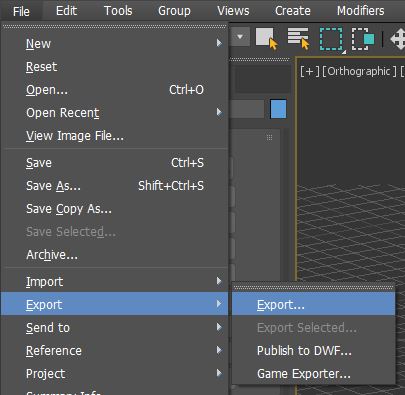 File Edit Tools Group Views Create Modifiers
New
Reset
Open... Ctrl+O
Open Recent
View Image File...
Save Ctrl+S
Save As... Shift+Ctrl+S
Save Copy As...
Save Selected...
Archive...
Import
Export
Send to
Reference
Project
Summary Info...
[+] [Orthographic ] [
Export...
Export Selected...
Publish to DWF...
Game Exporter...